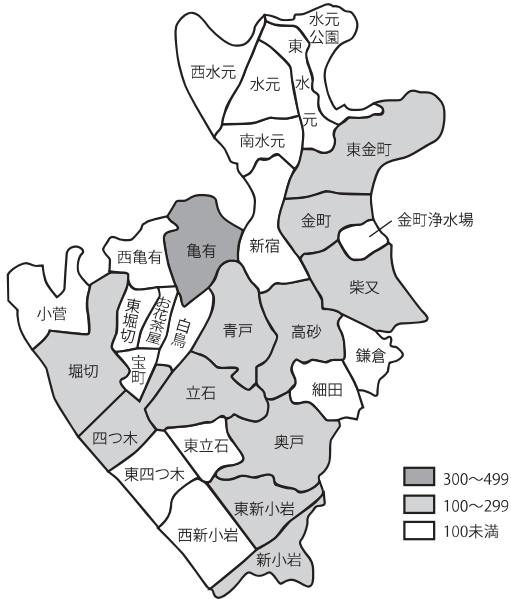 水元
公園
東水元
西水元
水元
南水元
東金町
金町
金町浄水場
新宿
亀有
西亀有
柴又
小菅
東堀切
お花茶屋
白鳥
青戸
高砂
鎌倉
堀切
宝町
立石
細田
四つ木
東立石
奥戸
東四つ木
東新小岩
西新小岩
新小岩
300〜499
100〜299
100未満